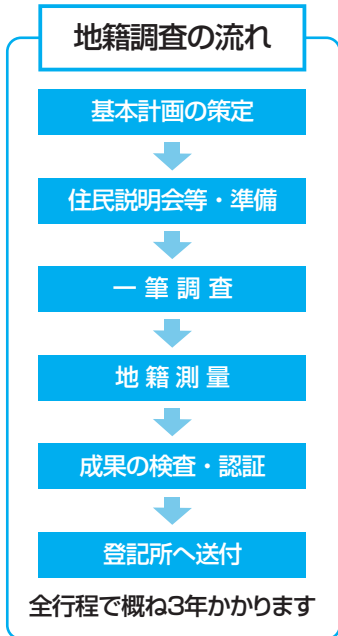 地籍調査の流れ
基本計画の策定
住民説明会等・準備
一筆調査
地籍測量
成果の検査・認証
登記所へ送付
全行程で概ね3年かかります